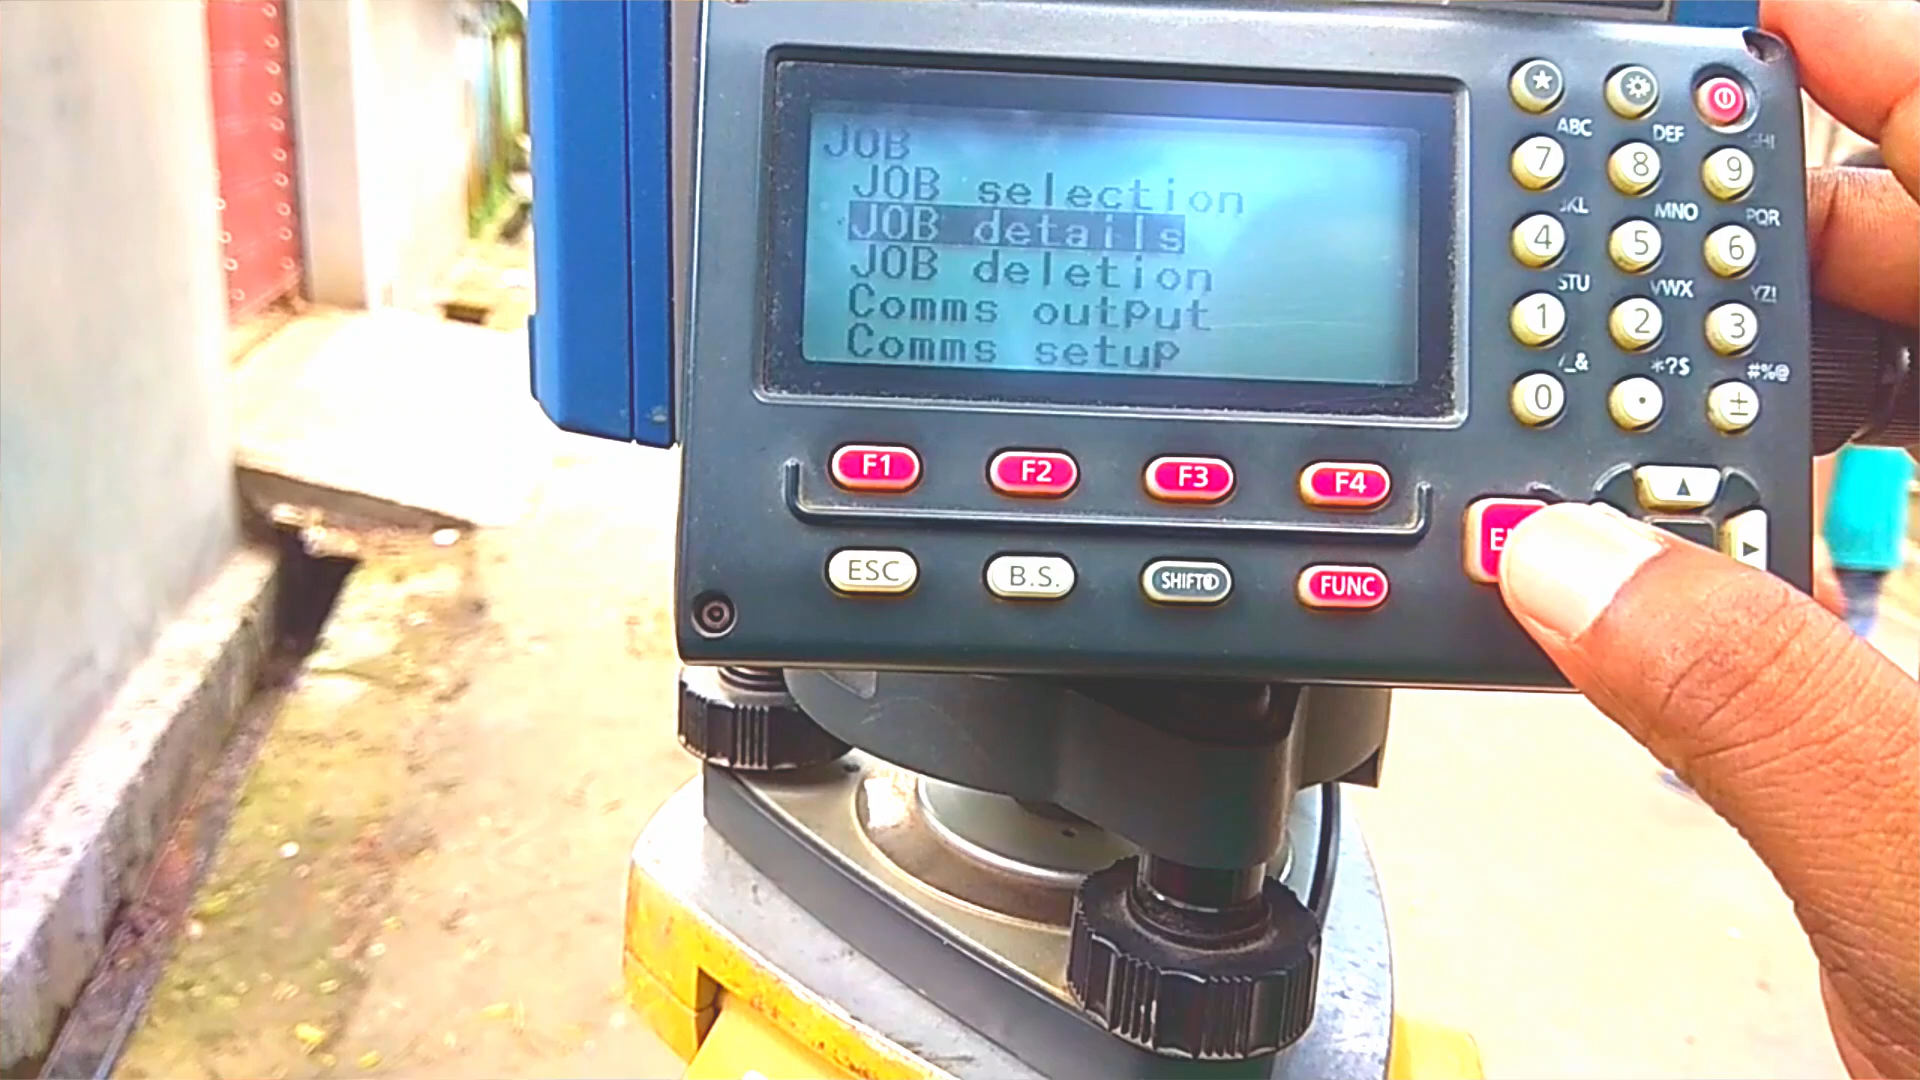 JOB
JOB selection
JOB details
JOB deletion
Comms output
Comms setup
ABC DEF GHI
7 8 9
JKL MNO PQR
4 5 6
STU VWX YZ!
1 2 3
/_& *?$ #%@
0 . ±
F1 F2 F3 F4
ESC B.S. SHIFT FUNC